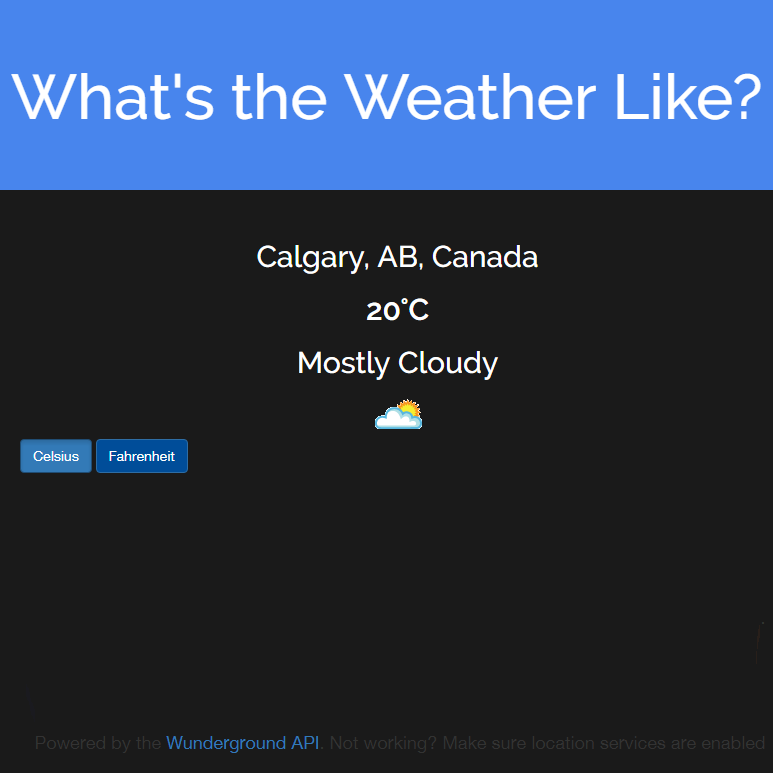 What's the Weather Like?
Calgary, AB, Canada
20°C
Mostly Cloudy
Celsius Fahrenheit
Powered by the Wunderground API. Not working? Make sure location services are enabled